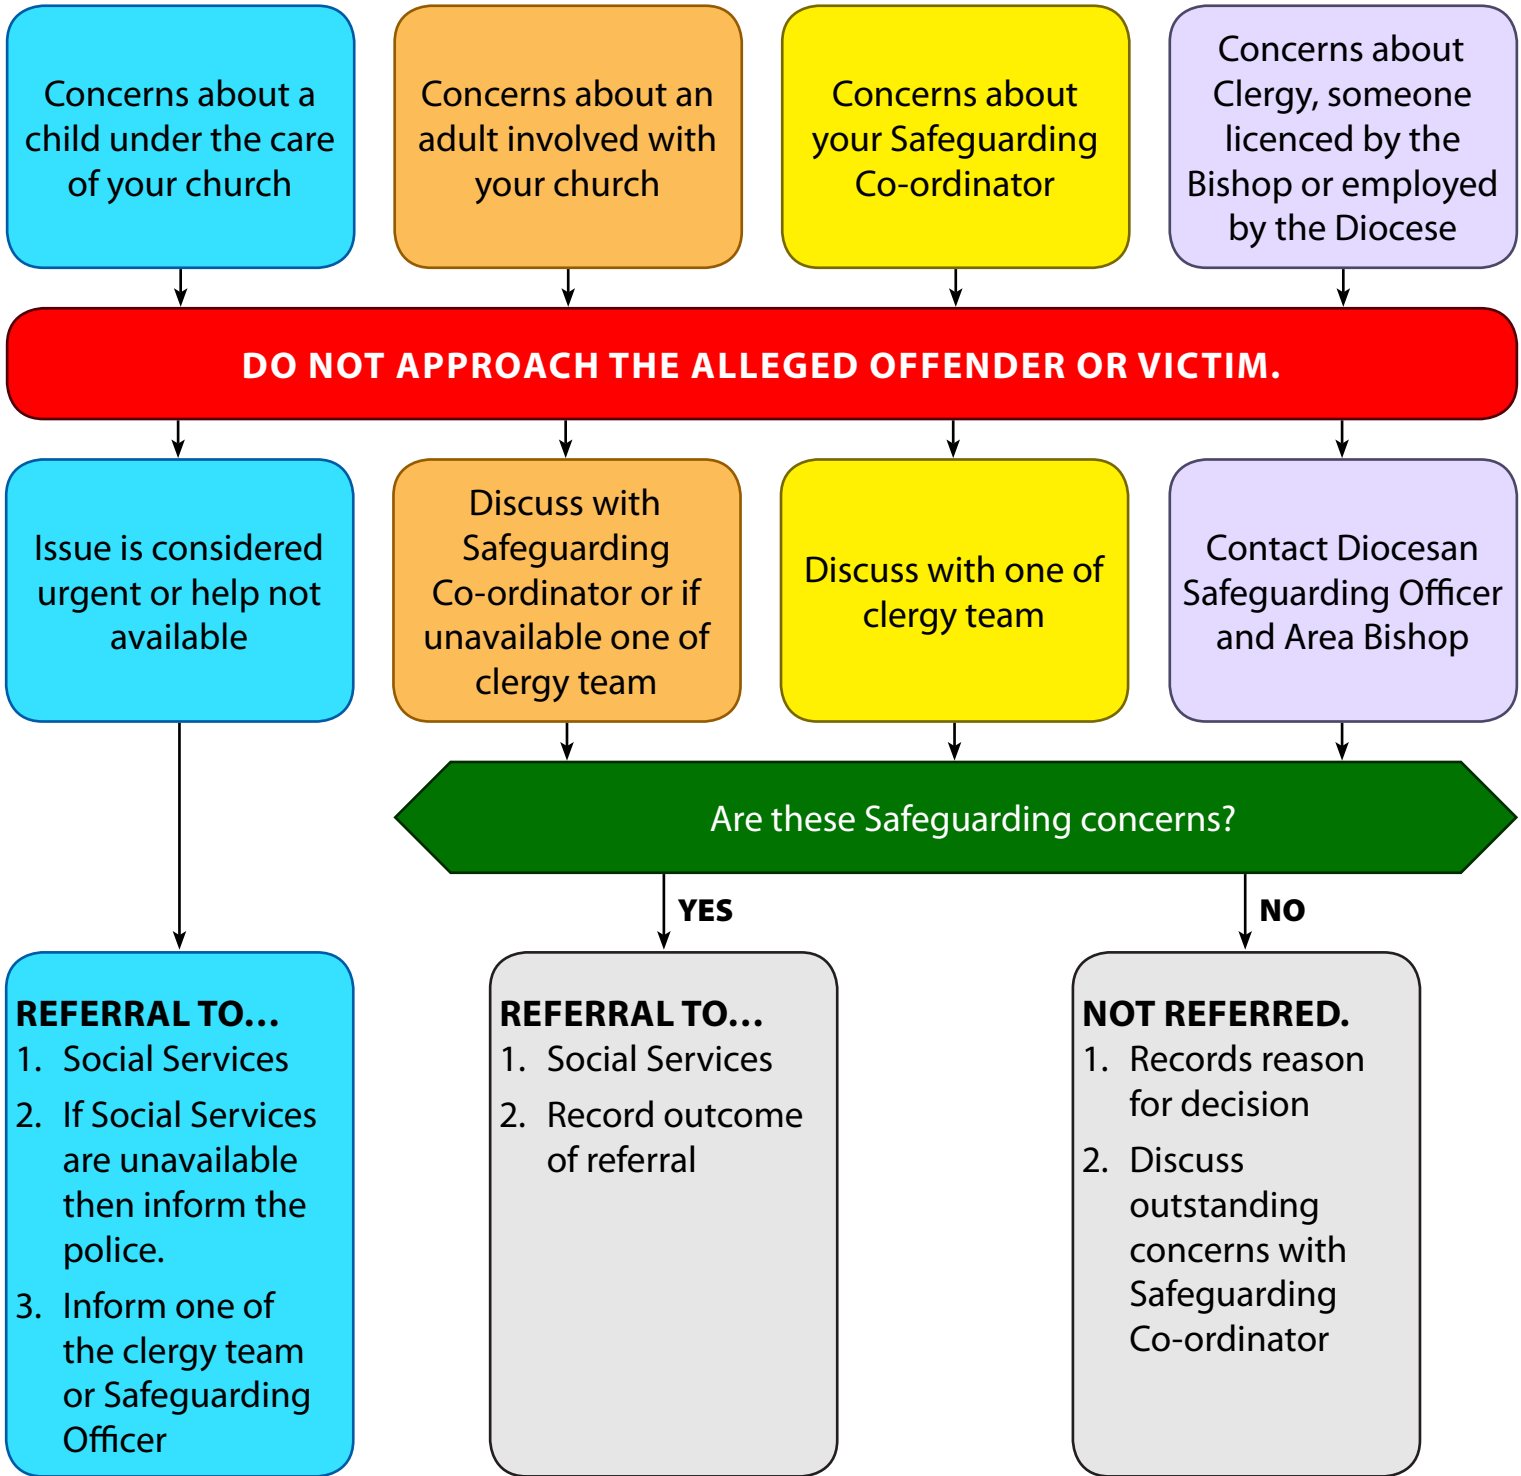 Concerns about a
child under the care
of your church
Concerns about an
adult involved with
your church
Concerns about
your Safeguarding
Co-ordinator
Concerns about
Clergy, someone
licenced by the
Bishop or employed
by the Diocese
DO NOT APPROACH THE ALLEGED OFFENDER OR VICTIM.
Issue is considered
urgent or help not
available
Discuss with
Safeguarding
Co-ordinator or if
unavailable one of
clergy team
Discuss with one of
clergy team
Contact Diocesan
Safeguarding Officer
and Area Bishop
Are these Safeguarding concerns?
YES
NO
REFERRAL TO...
1. Social Services
2. If Social Services
are unavailable
then inform the
police.
3. Inform one of
the clergy team
or Safeguarding
Officer
REFERRAL TO...
1. Social Services
2. Record outcome
of referral
NOT REFERRED.
1. Records reason
for decision
2. Discuss
outstanding
concerns with
Safeguarding
Co-ordinator